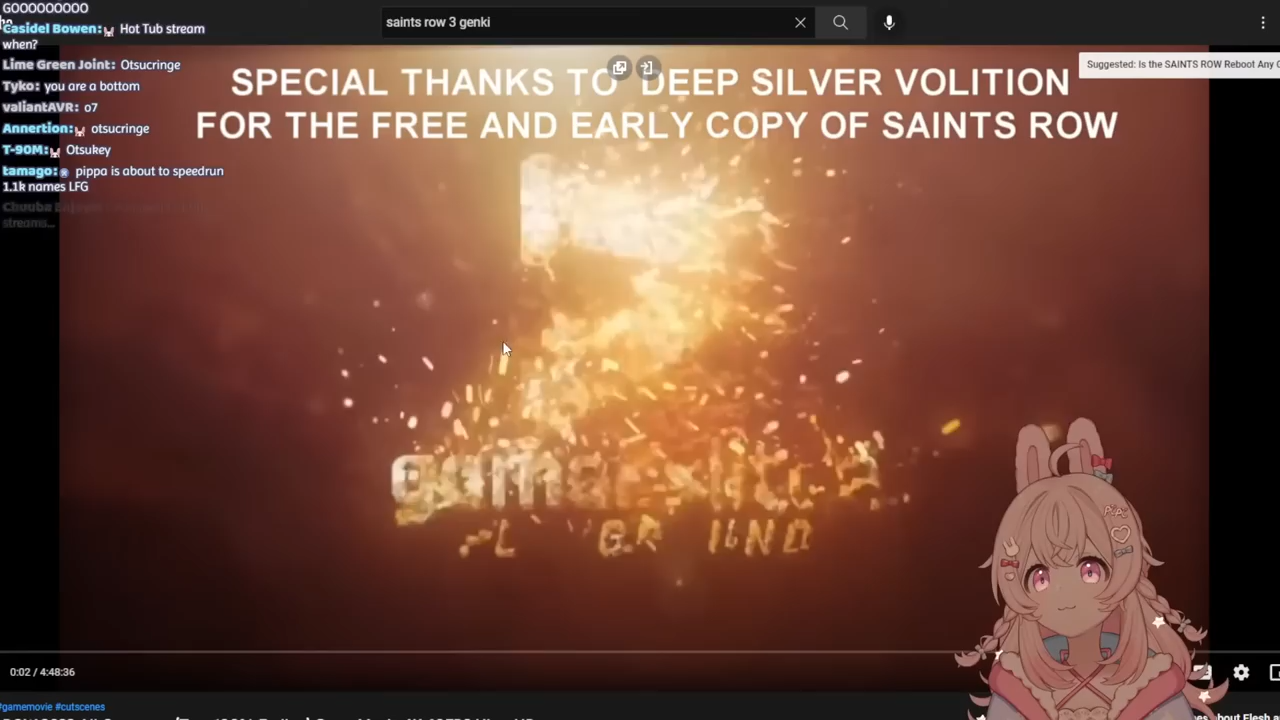 GOOOOOOOOO
saints row 3 genki
Casidel Bowen: Hot Tub stream
when?
Lime Green Joint: Otsucringe
Tyko: you are a bottom
valiantAVR: o7
Annertion: otsucringe
T-90M: Otsukey
tamago: pippa is about to speedrun
1.1k names LFG
streams...
Suggested: Is the SAINTS ROW Reboot Any
SPECIAL THANKS TO DEEP SILVER VOLITION
FOR THE FREE AND EARLY COPY OF SAINTS ROW
0:02 / 4:48:36
#gamemovie #cutscenes